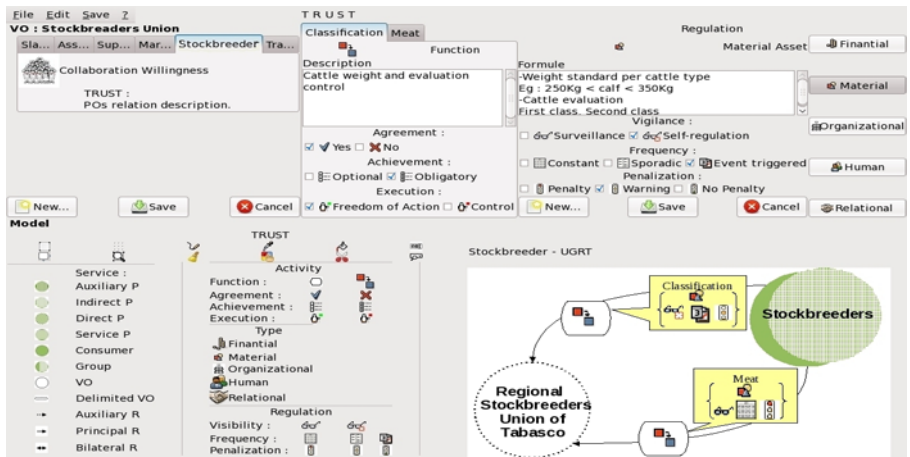 File Edit Save ?
VO : Stockbreeders Union
Sla... Ass... Sup... Mar... Stockbreeder Tra...
Collaboration Willingness
TRUST :
POs relation description.
New... Save Cancel
TRUST
Classification Meat
Function
Description
Cattle weight and evaluation
control
Agreement :
Yes No
Achievement :
Optional Obligatory
Execution :
Freedom of Action Control
Regulation
Material Asset
Formule
-Weight standard per cattle type
Eg : 250Kg < calf < 350Kg
-Cattle evaluation
First class. Second class
Vigilance :
Surveillance Self-regulation
Frequency :
Constant Sporadic Event triggered
Penalization :
Penalty Warning No Penalty
New... Save Cancel
Finantial
Material
Organizational
Human
Relational
Model
Service :
Auxiliary P
Indirect P
Direct P
Service P
Consumer
Group
VO
Delimited VO
Auxiliary R
Principal R
Bilateral R
TRUST
Activity
Function :
Agreement :
Achievement :
Execution :
Type
Finantial
Material
Organizational
Human
Relational
Regulation
Visibility :
Frequency :
Penalization :
Stockbreeder - UGRT
Classification
Stockbreeders
Meat
Regional
Stockbreeders
Union of
Tabasco